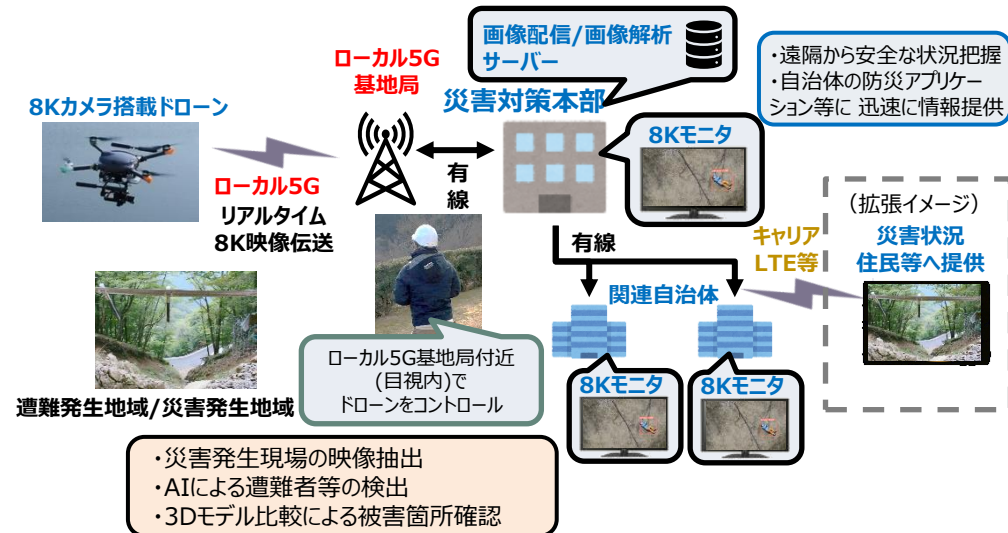 画像配信/画像解析
サーバー
・遠隔から安全な状況把握
・自治体の防災アプリケー
ション等に 迅速に情報提供
ローカル5G
基地局
災害対策本部
8Kカメラ搭載ドローン
8Kモニタ
有
線
ローカル5G
リアルタイム
8K映像伝送
(拡張イメージ)
災害状況
住民等へ提供
有線
キャリア
LTE等
関連自治体
ローカル5G基地局付近
(目視内)で
ドローンをコントロール
8Kモニタ
8Kモニタ
遭難発生地域/災害発生地域
・災害発生現場の映像抽出
・AIによる遭難者等の検出
・3Dモデル比較による被害箇所確認